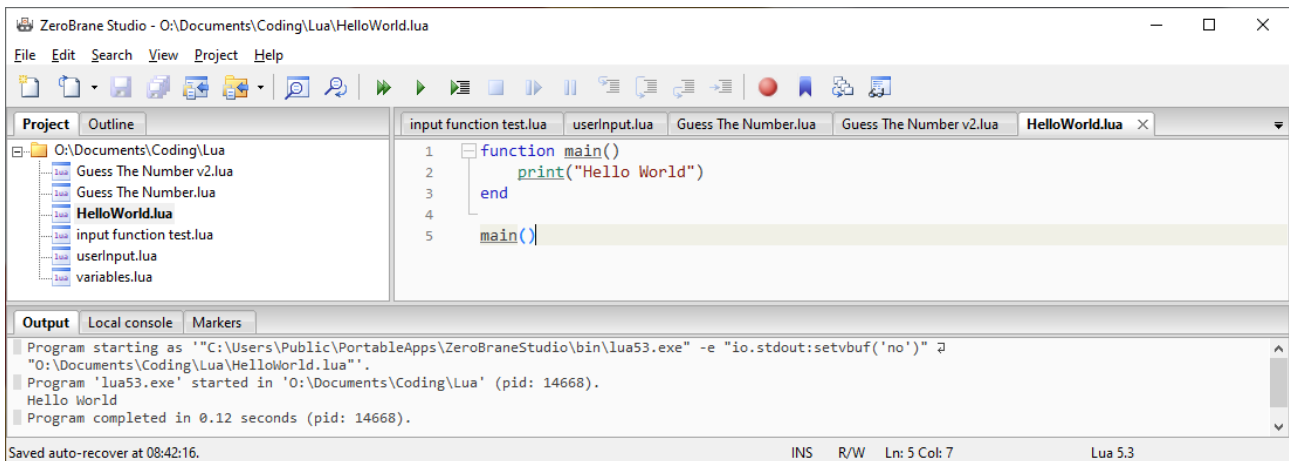 ZeroBrane Studio - O:\Documents\Coding\Lua\HelloWorld.lua
File Edit Search View Project Help
Project Outline
O:\Documents\Coding\Lua
Guess The Number v2.lua
Guess The Number.lua
HelloWorld.lua
input function test.lua
userInput.lua
variables.lua
input function test.lua userInput.lua Guess The Number.lua Guess The Number v2.lua HelloWorld.lua
1 function main()
2 print("Hello World")
3 end
4
5 main()
Output Local console Markers
Program starting as '"C:\Users\Public\PortableApps\ZeroBraneStudio\bin\lua53.exe" -e "io.stdout:setvbuf('no')"
"O:\Documents\Coding\Lua\HelloWorld.lua"'.
Program 'lua53.exe' started in 'O:\Documents\Coding\Lua' (pid: 14668).
Hello World
Program completed in 0.12 seconds (pid: 14668).
Saved auto-recover at 08:42:16. INS R/W Ln: 5 Col: 7 Lua 5.3